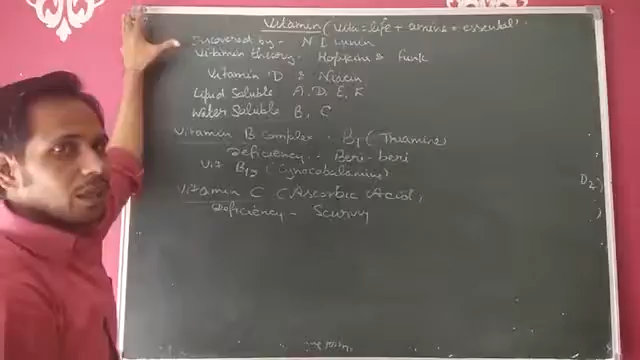 Vitamin (Vita = life + amine = essential)
Discovered by - N I Lunin
Vitamin theory - Hopkins & Funk
Vitamin D & Niacin
Lipid Soluble A, D, E, K
Water Soluble B, C
Vitamin B Complex - B1 (Thiamine)
Deficiency - Beri-beri
Vit B12 (Cynocobalamine)
Vitamin C (Ascorbic Acid,
Deficiency - Scurvy
D2)
)